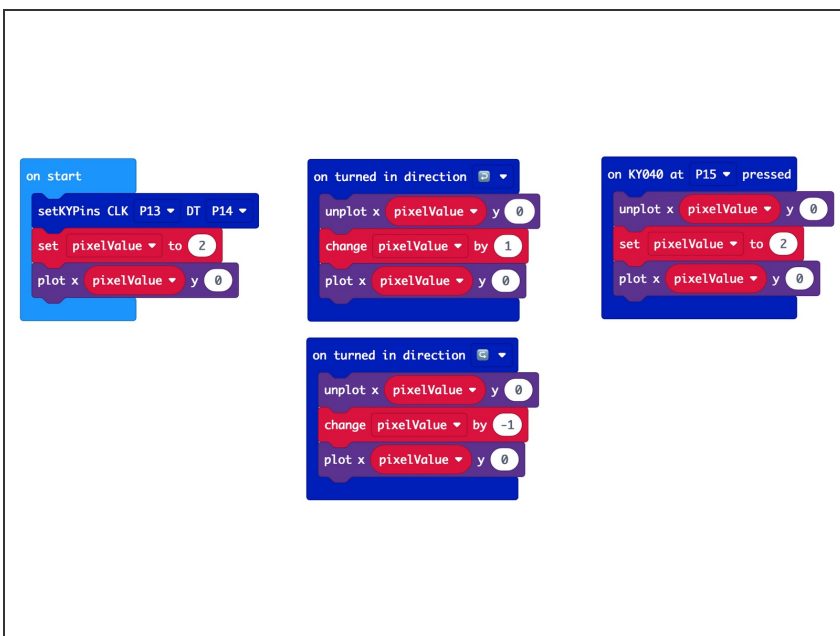 on start
setKYPins CLK P13 DT P14
set pixelValue to 2
plot x pixelValue y 0
on turned in direction
unplot x pixelValue y 0
change pixelValue by 1
plot x pixelValue y 0
on turned in direction
unplot x pixelValue y 0
change pixelValue by -1
plot x pixelValue y 0
on KY040 at P15 pressed
unplot x pixelValue y 0
set pixelValue to 2
plot x pixelValue y 0